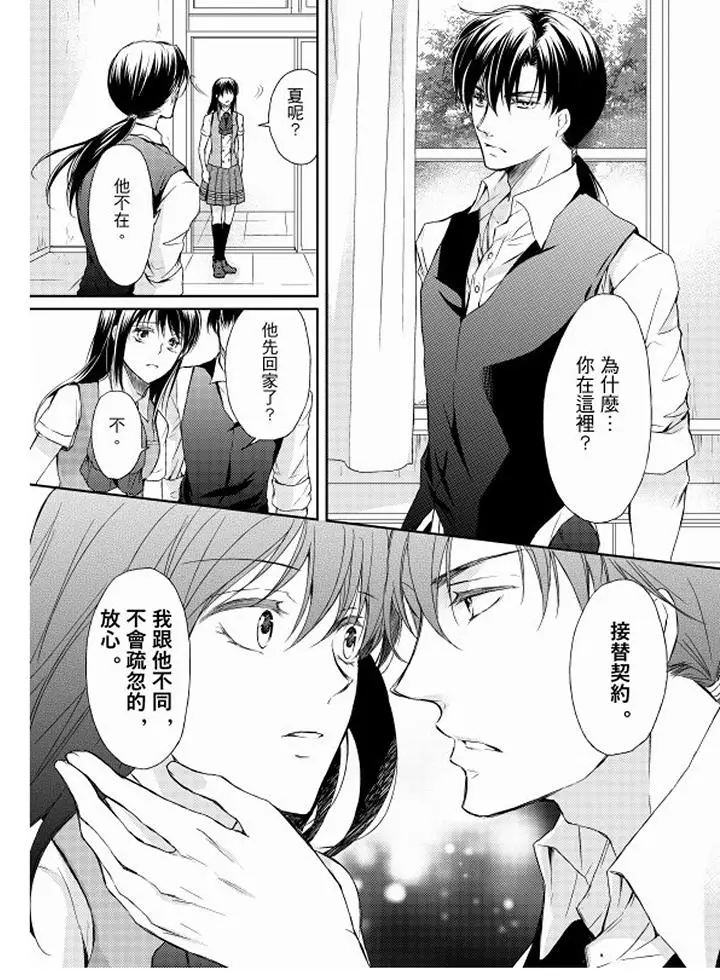 為什麼…
你在這裡？
夏呢？
他不在。
他先回家了？
不。
接替契約。
我跟他不同，
不會疏忽的，
放心。